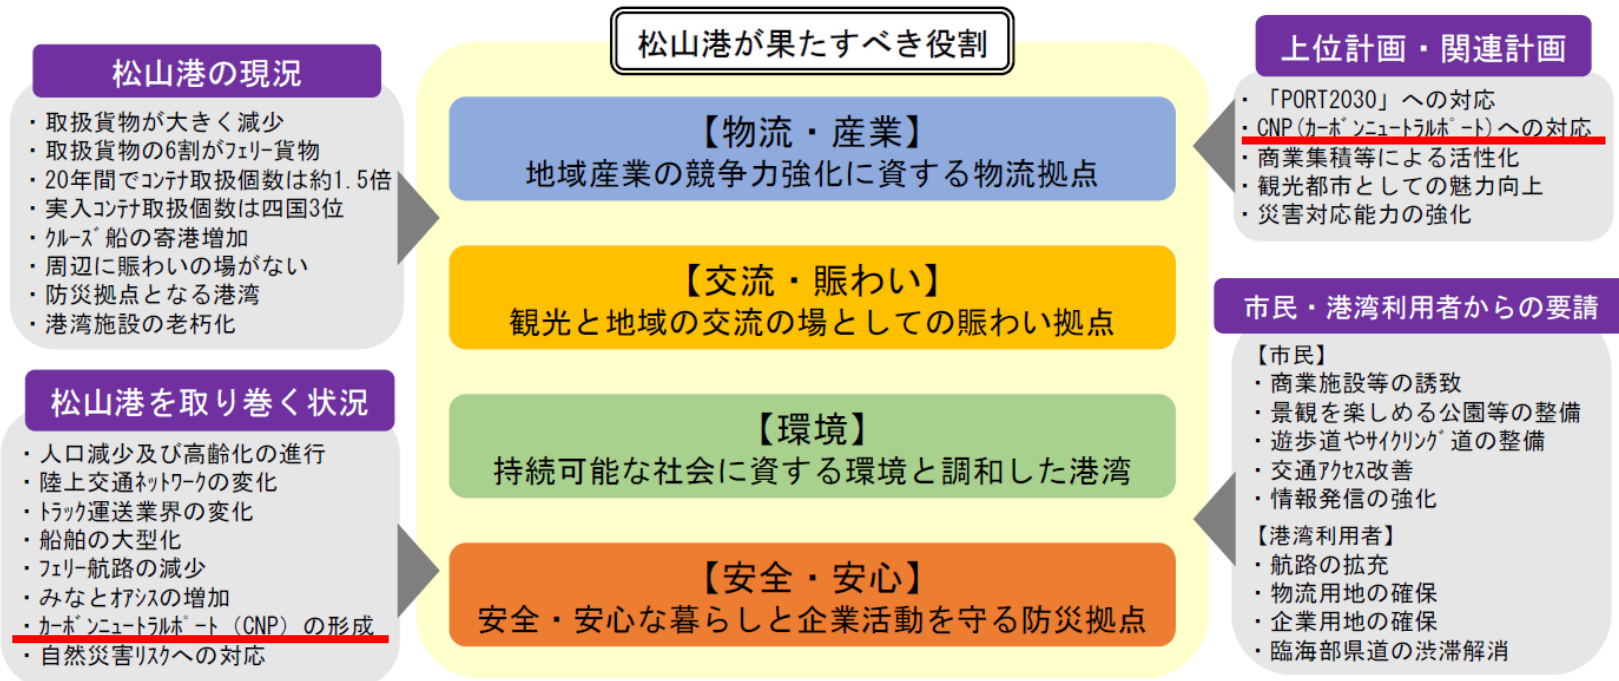 松山港が果たすべき役割
松山港の現況
・取扱貨物が大きく減少
・取扱貨物の6割がﾌｪﾘｰ貨物
・20年間でｺﾝﾃﾅ取扱個数は約1.5倍
・実入ｺﾝﾃﾅ取扱個数は四国3位
・ｸﾙｰｽﾞ船の寄港増加
・周辺に賑わいの場がない
・防災拠点となる港湾
・港湾施設の老朽化
松山港を取り巻く状況
・人口減少及び高齢化の進行
・陸上交通ﾈｯﾄﾜｰｸの変化
・ﾄﾗｯｸ運送業界の変化
・船舶の大型化
・ﾌｪﾘｰ航路の減少
・みなとｵｱｼｽの増加
・ｶｰﾎﾞﾝﾆｭｰﾄﾗﾙﾎﾟｰﾄ（CNP）の形成
・自然災害ﾘｽｸへの対応
【物流・産業】
地域産業の競争力強化に資する物流拠点
【交流・賑わい】
観光と地域の交流の場としての賑わい拠点
【環境】
持続可能な社会に資する環境と調和した港湾
【安全・安心】
安全・安心な暮らしと企業活動を守る防災拠点
上位計画・関連計画
・「PORT2030」への対応
・CNP(ｶｰﾎﾞﾝﾆｭｰﾄﾗﾙﾎﾟｰﾄ)への対応
・商業集積等による活性化
・観光都市としての魅力向上
・災害対応能力の強化
市民・港湾利用者からの要請
【市民】
・商業施設等の誘致
・景観を楽しめる公園等の整備
・遊歩道やｻｲｸﾘﾝｸﾞ道の整備
・交通ｱｸｾｽ改善
・情報発信の強化
【港湾利用者】
・航路の拡充
・物流用地の確保
・企業用地の確保
・臨海部県道の渋滞解消